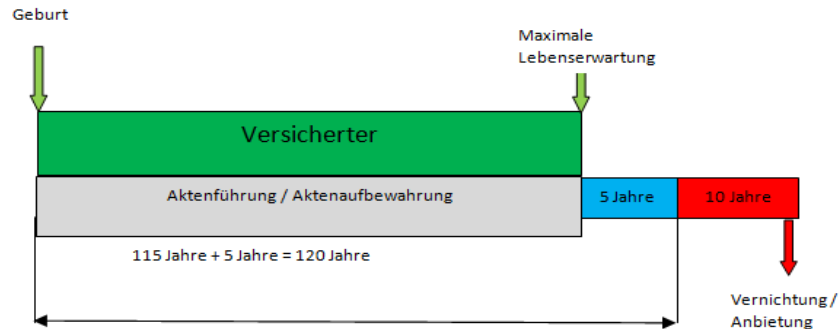 Geburt
Maximale
Lebenserwartung
Versicherter
Aktenführung / Aktenaufbewahrung
5 Jahre
10 Jahre
115 Jahre + 5 Jahre = 120 Jahre
Vernichtung /
Anbietung